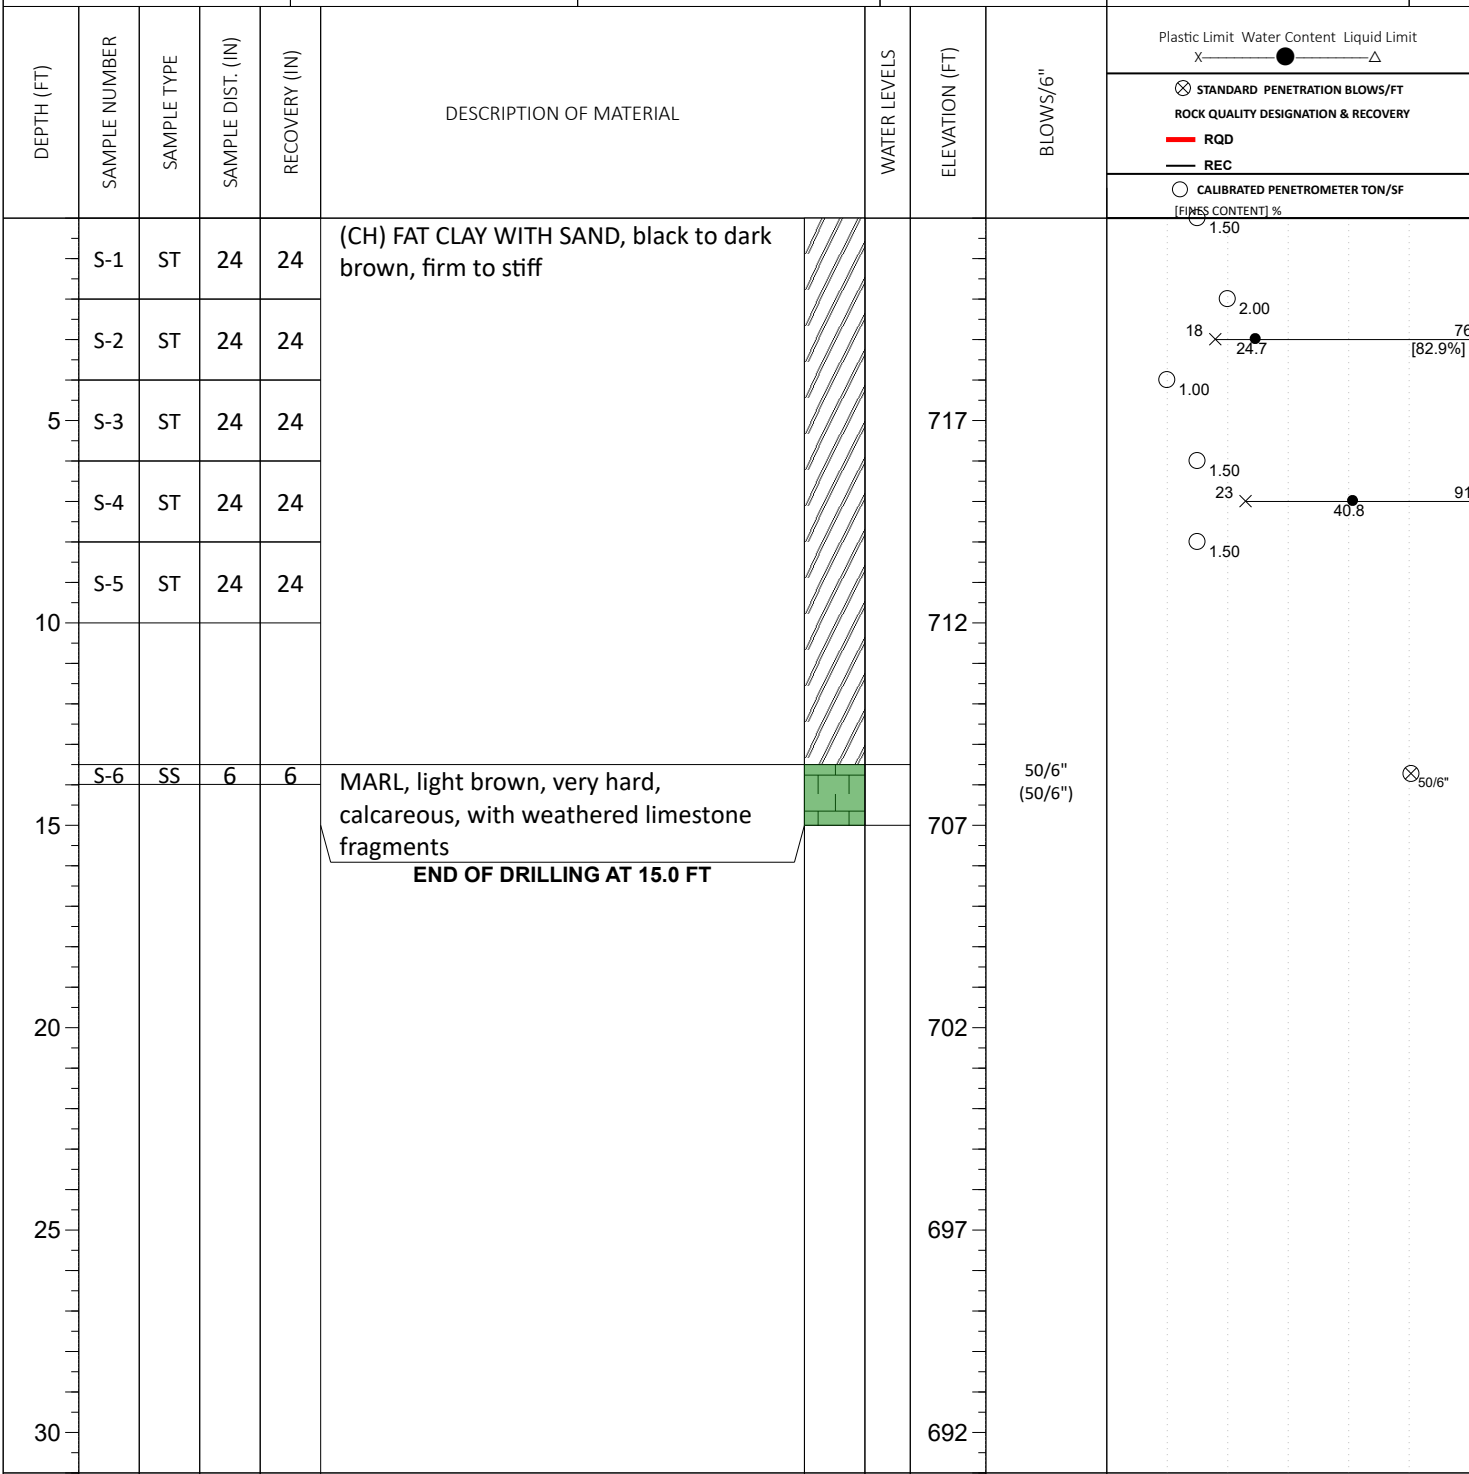 DEPTH (FT)
SAMPLE NUMBER
SAMPLE TYPE
SAMPLE DIST. (IN)
RECOVERY (IN)
DESCRIPTION OF MATERIAL
WATER LEVELS
ELEVATION (FT)
BLOWS/6"
Plastic Limit Water Content Liquid Limit
X
STANDARD PENETRATION BLOWS/FT
ROCK QUALITY DESIGNATION & RECOVERY
RQD
REC
CALIBRATED PENETROMETER TON/SF
[FINES CONTENT] %
1.50
S-1 ST 24 24
(CH) FAT CLAY WITH SAND, black to dark
brown, firm to stiff
2.00
S-2 ST 24 24
18 24.7 76
[82.9%]
1.00
5 S-3 ST 24 24 717
1.50
S-4 ST 24 24
23 40.8 91
1.50
S-5 ST 24 24
10 712
S-6 SS 6 6
MARL, light brown, very hard,
calcareous, with weathered limestone
fragments
50/6"
(50/6")
50/6"
15 707
END OF DRILLING AT 15.0 FT
20 702
25 697
30 692